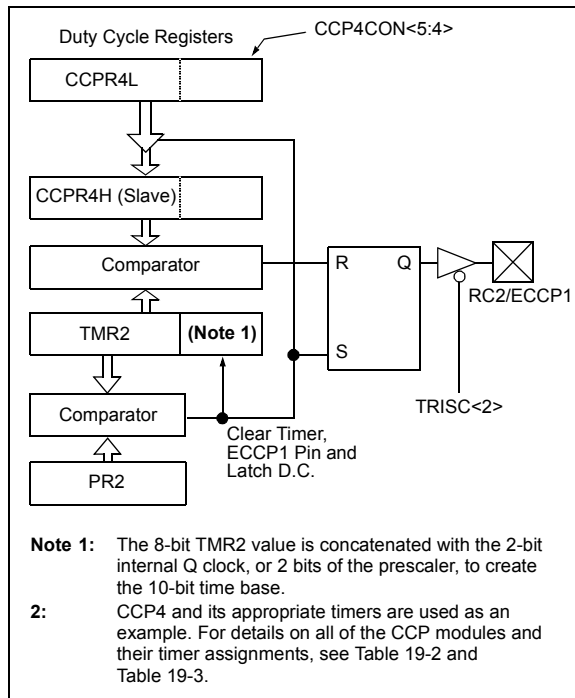 Duty Cycle Registers
CCP4CON<5:4>
CCPR4L
CCPR4H (Slave)
Comparator
R
Q
RC2/ECCP1
TMR2
(Note 1)
S
TRISC<2>
Comparator
Clear Timer,
ECCP1 Pin and
Latch D.C.
PR2
Note 1: The 8-bit TMR2 value is concatenated with the 2-bit
internal Q clock, or 2 bits of the prescaler, to create
the 10-bit time base.
2: CCP4 and its appropriate timers are used as an
example. For details on all of the CCP modules and
their timer assignments, see Table 19-2 and
Table 19-3.